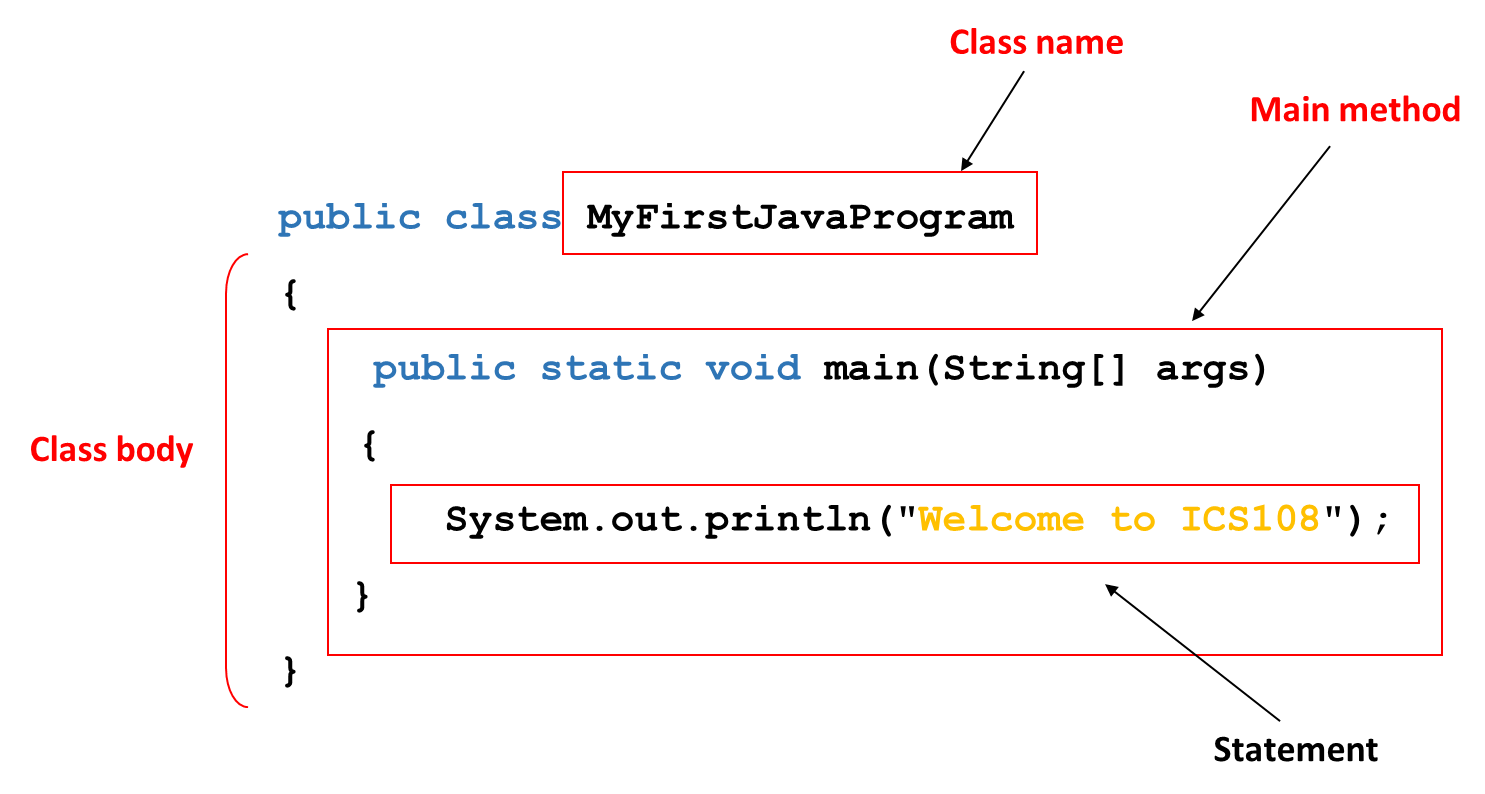 Class name
Main method
public class MyFirstJavaProgram
{
public static void main(String[] args)
Class body
{
System.out.println("Welcome to ICS108");
}
}
Statement